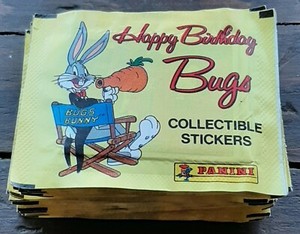 Happy Birthday
Bugs
BUGS
BUNNY
COLLECTIBLE
STICKERS
PANINI